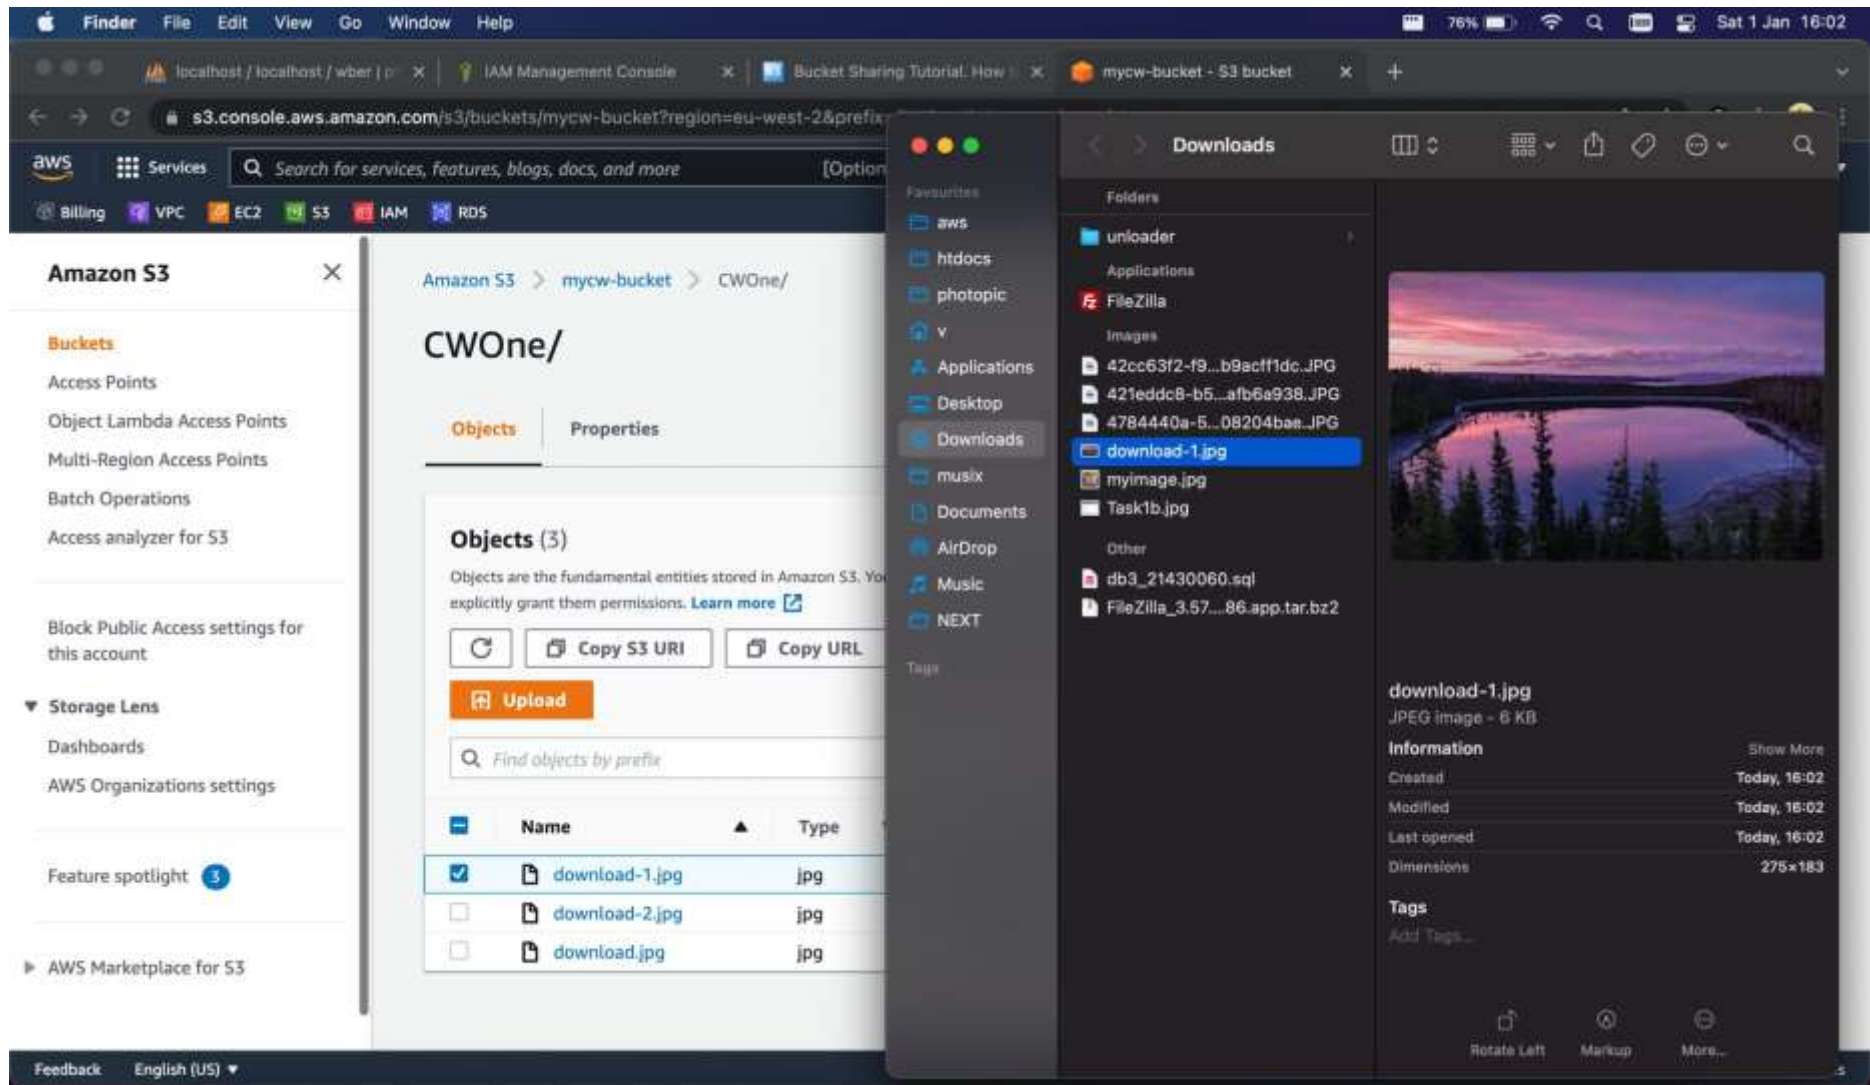 Finder File Edit View Go Window Help 76% Sat 1 Jan 16:02
localhost / localhost / wber | p IAM Management Console Bucket Sharing Tutorial. How mycw-bucket - S3 bucket
s3.console.aws.amazon.com/s3/buckets/mycw-bucket?region=eu-west-2&prefix
aws Services Search for services, features, blogs, docs, and more [Option
Billing VPC EC2 S3 IAM RDS
Amazon S3
Buckets
Access Points
Object Lambda Access Points
Multi-Region Access Points
Batch Operations
Access analyzer for S3
Block Public Access settings for
this account
Storage Lens
Dashboards
AWS Organizations settings
Feature spotlight 3
AWS Marketplace for S3
Amazon S3 > mycw-bucket > CWOne/
CWOne/
Objects Properties
Objects (3)
Objects are the fundamental entities stored in Amazon S3. You
explicitly grant them permissions. Learn more
Copy S3 URI Copy URL
Upload
Find objects by prefix
Name Type
download-1.jpg jpg
download-2.jpg jpg
download.jpg jpg
Feedback English (US)
Favourites
aws
htdocs
photopic
v
Applications
Desktop
Downloads
musix
Documents
AirDrop
Music
NEXT
Tags
Downloads
Folders
unloader
Applications
FileZilla
Images
42cc63f2-f9...b9acff1dc.JPG
421eddc8-b5...afb6a938.JPG
4784440a-5...08204bae.JPG
download-1.jpg
myimage.jpg
Task1b.jpg
Other
db3_21430060.sql
FileZilla_3.57....86.app.tar.bz2
download-1.jpg
JPEG image - 6 KB
Information Show More
Created Today, 16:02
Modified Today, 16:02
Last opened Today, 16:02
Dimensions 275×183
Tags
Add Tags...
Rotate Left Markup More...